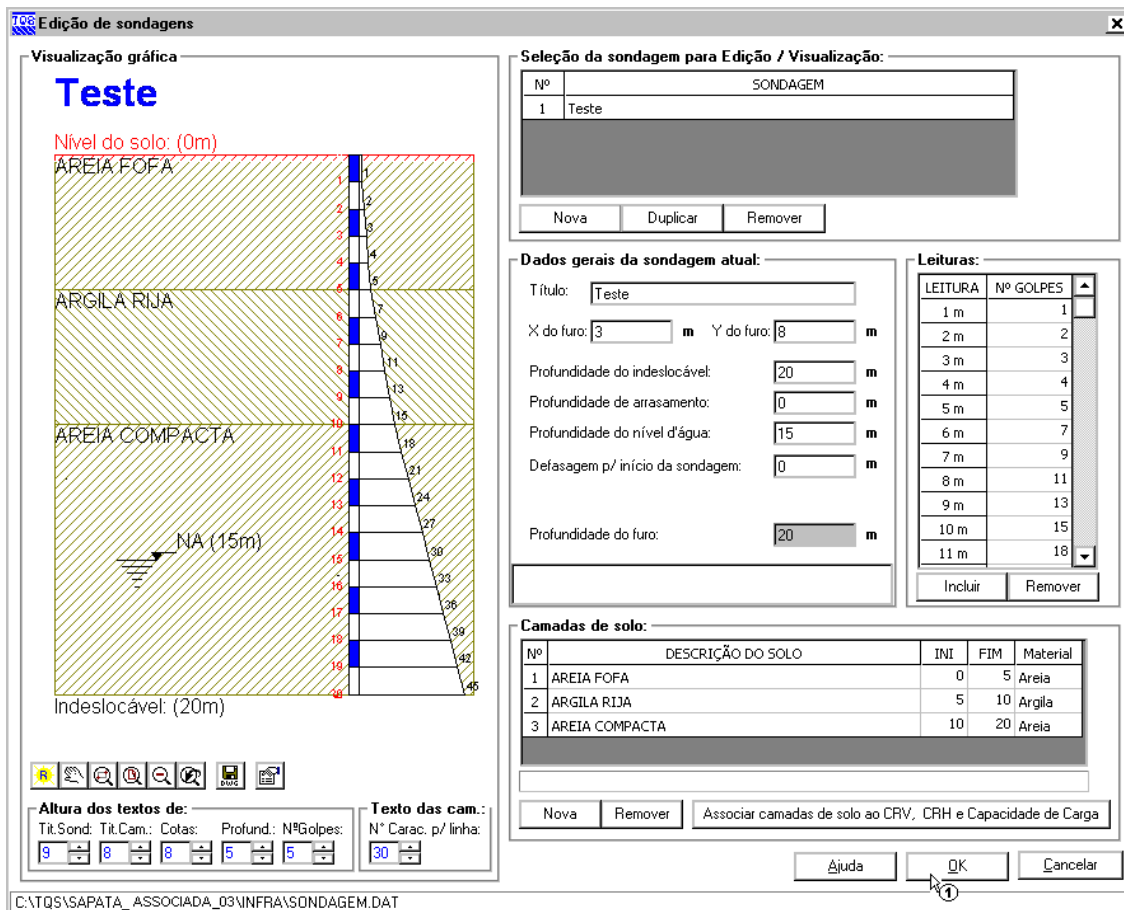 TQS Edição de sondagens
Visualização gráfica
Teste
Nível do solo: (0m)
AREIA FOFA
1
1
2
2
3
3
4
4
5
5
ARGILA RIJA
6
7
7
9
8
11
9
13
10
15
AREIA COMPACTA
11
18
12
21
13
24
14
27
NA (15m)
15
30
16
33
17
36
18
39
19
42
20
45
Indeslocável: (20m)
R
DWG
Altura dos textos de:
Tit.Sond: Tit.Cam.: Cotas: Profund.: NºGolpes:
9 8 8 5 5
Texto das cam.:
N° Carac. p/ linha:
30
Seleção da sondagem para Edição / Visualização:
Nº SONDAGEM
1 Teste
Nova Duplicar Remover
Dados gerais da sondagem atual:
Título: Teste
X do furo: 3 m Y do furo: 8 m
Profundidade do indeslocável: 20 m
Profundidade de arrasamento: 0 m
Profundidade do nível d'água: 15 m
Defasagem p/ início da sondagem: 0 m
Profundidade do furo: 20 m
Leituras:
LEITURA Nº GOLPES
1 m 1
2 m 2
3 m 3
4 m 4
5 m 5
6 m 7
7 m 9
8 m 11
9 m 13
10 m 15
11 m 18
Incluir Remover
Camadas de solo:
Nº DESCRIÇÃO DO SOLO INI FIM Material
1 AREIA FOFA 0 5 Areia
2 ARGILA RIJA 5 10 Argila
3 AREIA COMPACTA 10 20 Areia
Nova Remover Associar camadas de solo ao CRV, CRH e Capacidade de Carga
Ajuda OK Cancelar
1
C:\TQS\SAPATA_ ASSOCIADA_03\INFRA\SONDAGEM.DAT